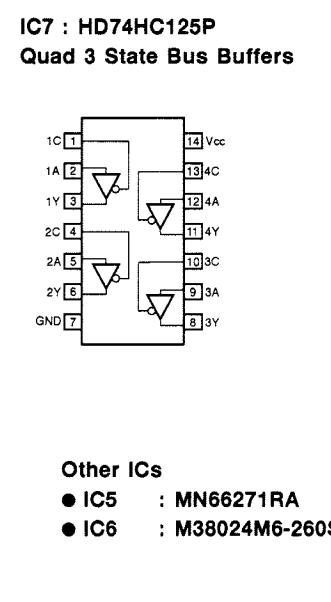 IC7 : HD74HC125P
Quad 3 State Bus Buffers
1C 1 14 Vcc
1A 2 13 4C
1Y 3 12 4A
2C 4 11 4Y
2A 5 10 3C
2Y 6 9 3A
GND 7 8 3Y
Other ICs
● IC5 : MN66271RA
● IC6 : M38024M6-260S